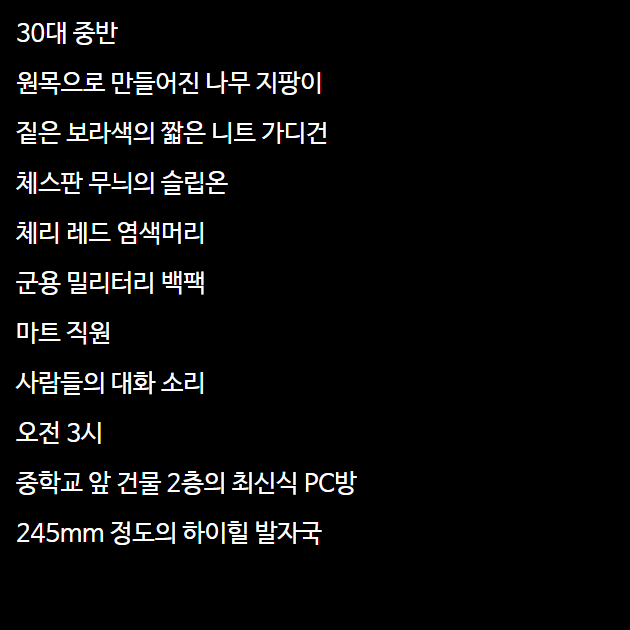 30대 중반
원목으로 만들어진 나무 지팡이
짙은 보라색의 짧은 니트 가디건
체스판 무늬의 슬립온
체리 레드 염색머리
군용 밀리터리 백팩
마트 직원
사람들의 대화 소리
오전 3시
중학교 앞 건물 2층의 최신식 PC방
245mm 정도의 하이힐 발자국